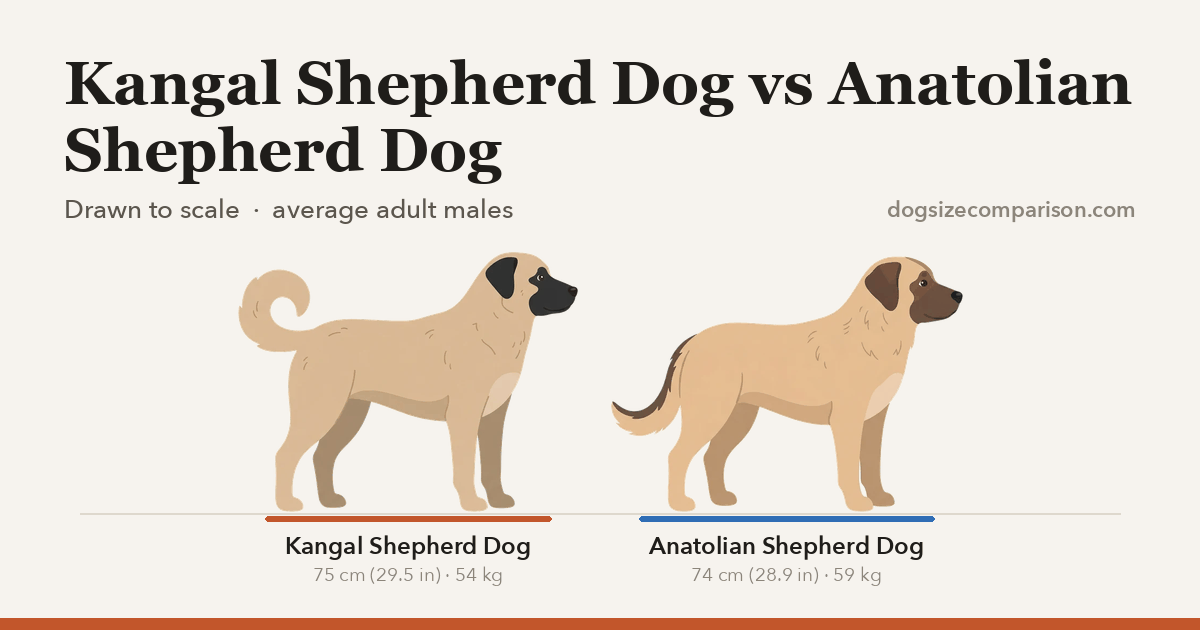 Kangal Shepherd Dog vs Anatolian
Shepherd Dog
Drawn to scale · average adult males
dogsizecomparison.com
Kangal Shepherd Dog
75 cm (29.5 in) · 54 kg
Anatolian Shepherd Dog
74 cm (28.9 in) · 59 kg